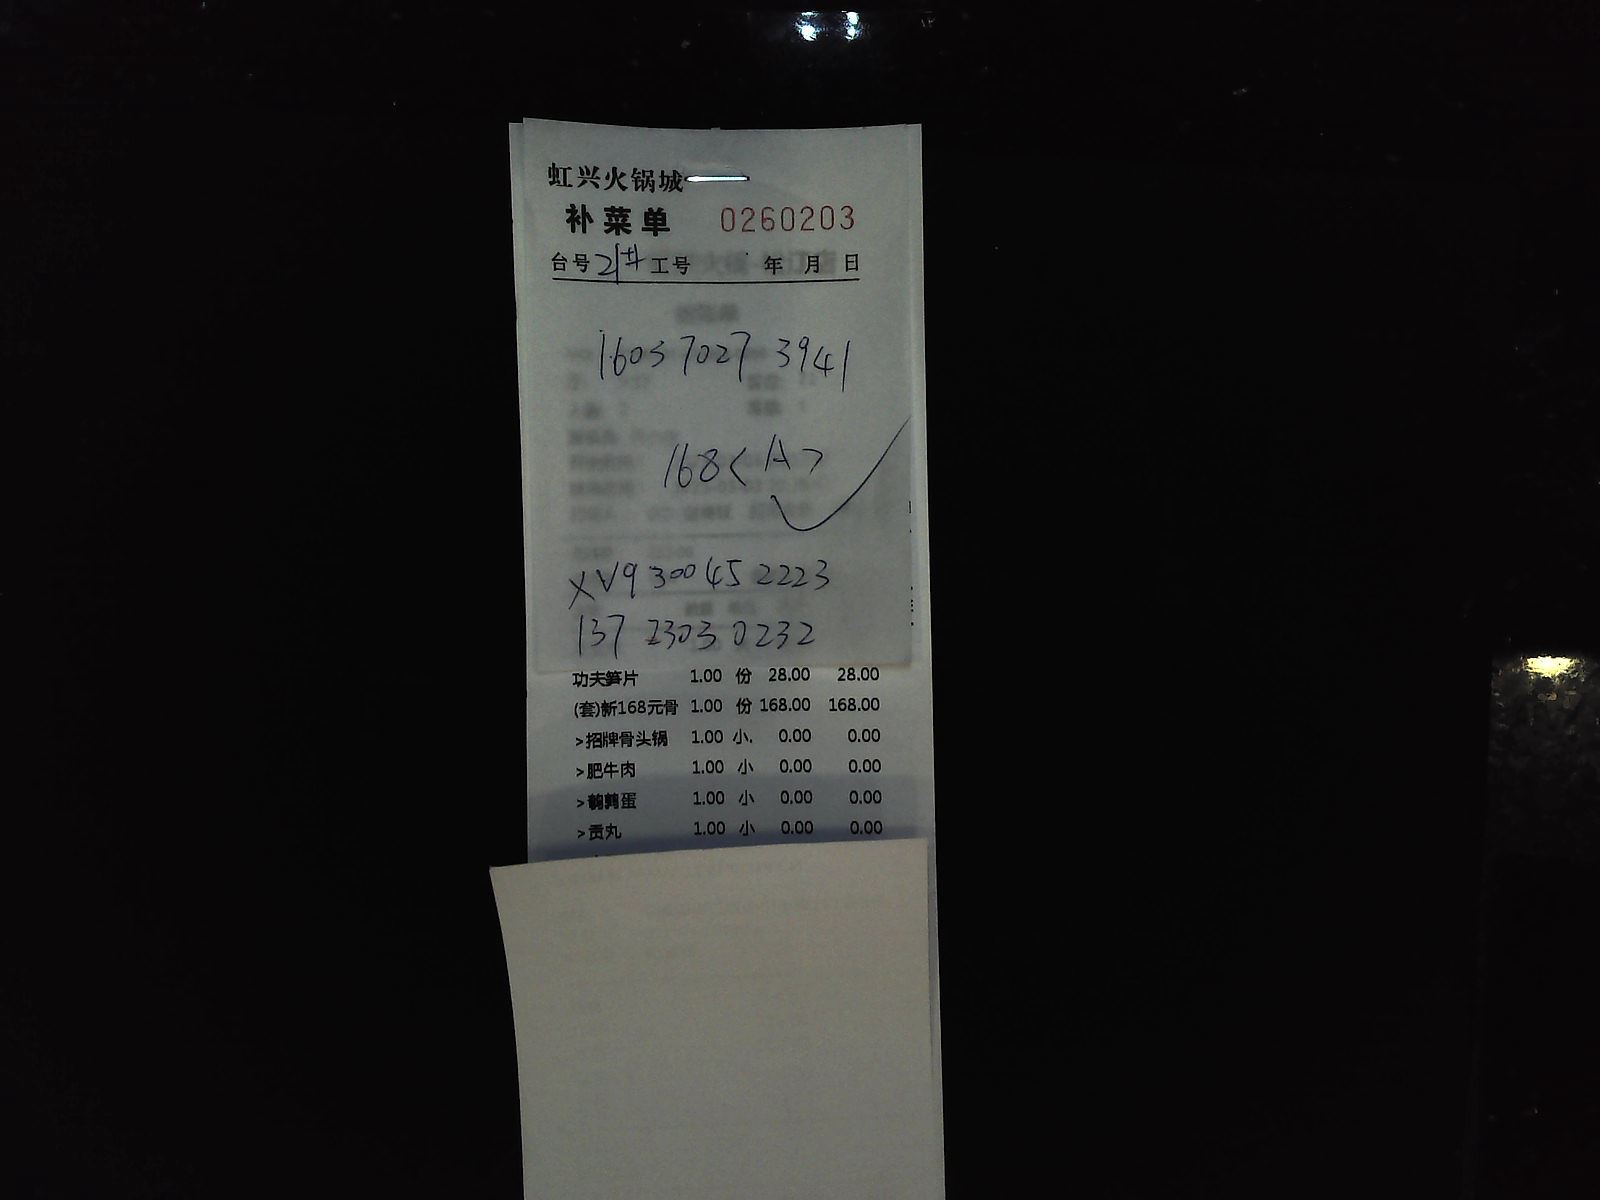 虹兴火锅城
补菜单 0260203
台号 21# 工号 年 月 日
1605 7027 3941
168<A>
XV9300452223
137 2303 0232
功夫笋片 1.00 份 28.00 28.00
(套)新168元骨 1.00 份 168.00 168.00
>招牌骨头锅 1.00 小. 0.00 0.00
>肥牛肉 1.00 小 0.00 0.00
>鹌鹑蛋 1.00 小 0.00 0.00
>贡丸 1.00 小 0.00 0.00